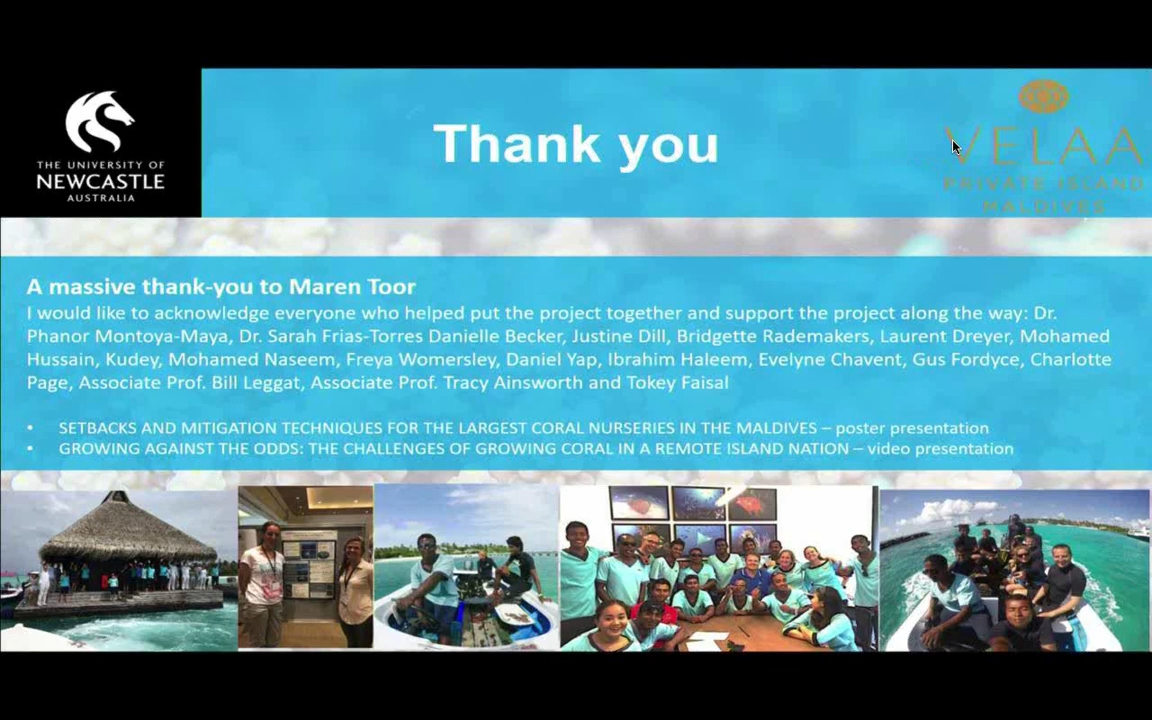 THE UNIVERSITY OF
NEWCASTLE
AUSTRALIA
Thank you
VELAA
PRIVATE ISLAND
MALDIVES
A massive thank-you to Maren Toor
I would like to acknowledge everyone who helped put the project together and support the project along the way: Dr.
Phanor Montoya-Maya, Dr. Sarah Frias-Torres Danielle Becker, Justine Dill, Bridgette Rademakers, Laurent Dreyer, Mohamed
Hussain, Kudey, Mohamed Naseem, Freya Womersley, Daniel Yap, Ibrahim Haleem, Evelyne Chavent, Gus Fordyce, Charlotte
Page, Associate Prof. Bill Leggat, Associate Prof. Tracy Ainsworth and Tokey Faisal
• SETBACKS AND MITIGATION TECHNIQUES FOR THE LARGEST CORAL NURSERIES IN THE MALDIVES – poster presentation
• GROWING AGAINST THE ODDS: THE CHALLENGES OF GROWING CORAL IN A REMOTE ISLAND NATION – video presentation